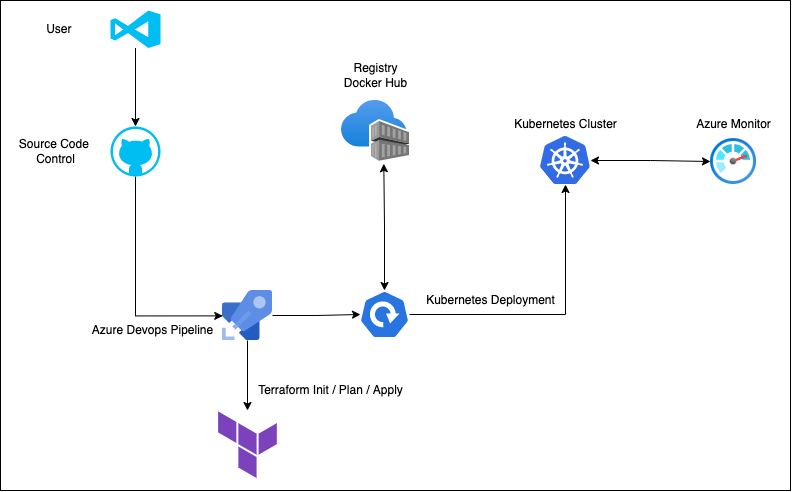 User
Source Code
Control
Registry
Docker Hub
Kubernetes Cluster
Azure Monitor
Azure Devops Pipeline
Kubernetes Deployment
Terraform Init / Plan / Apply